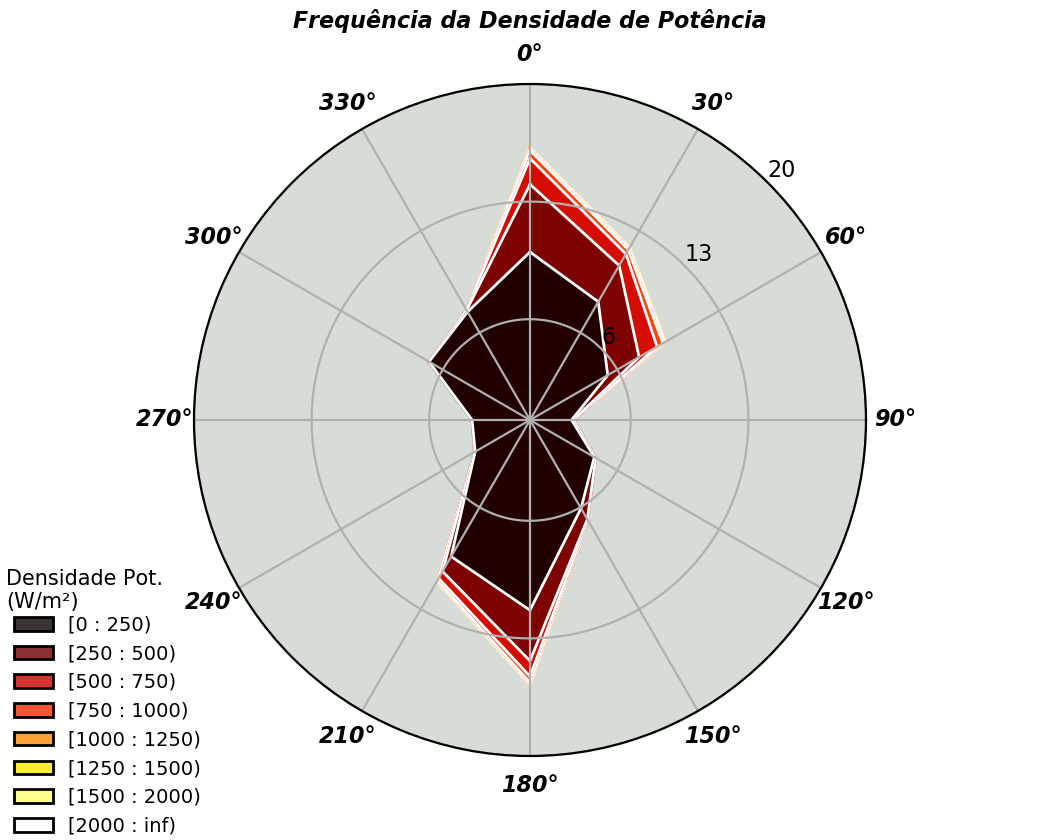 Frequência da Densidade de Potência
0°
330°
30°
20
300°
60°
13
6
270°
90°
240°
120°
210°
150°
180°
Densidade Pot.
(W/m²)
[0 : 250)
[250 : 500)
[500 : 750)
[750 : 1000)
[1000 : 1250)
[1250 : 1500)
[1500 : 2000)
[2000 : inf)